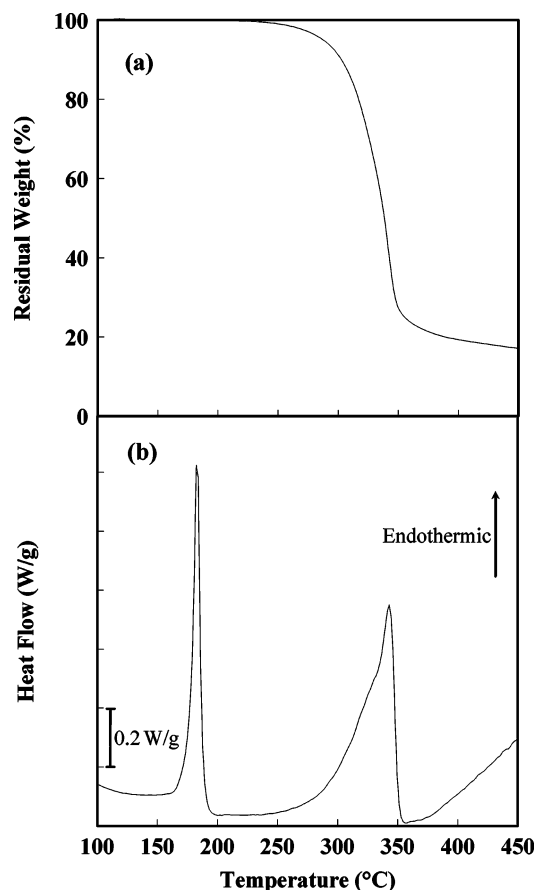 100
(a)
80
60
40
20
0
Residual Weight (%)
(b)
Endothermic
0.2 W/g
Heat Flow (W/g)
100 150 200 250 300 350 400 450
Temperature (°C)